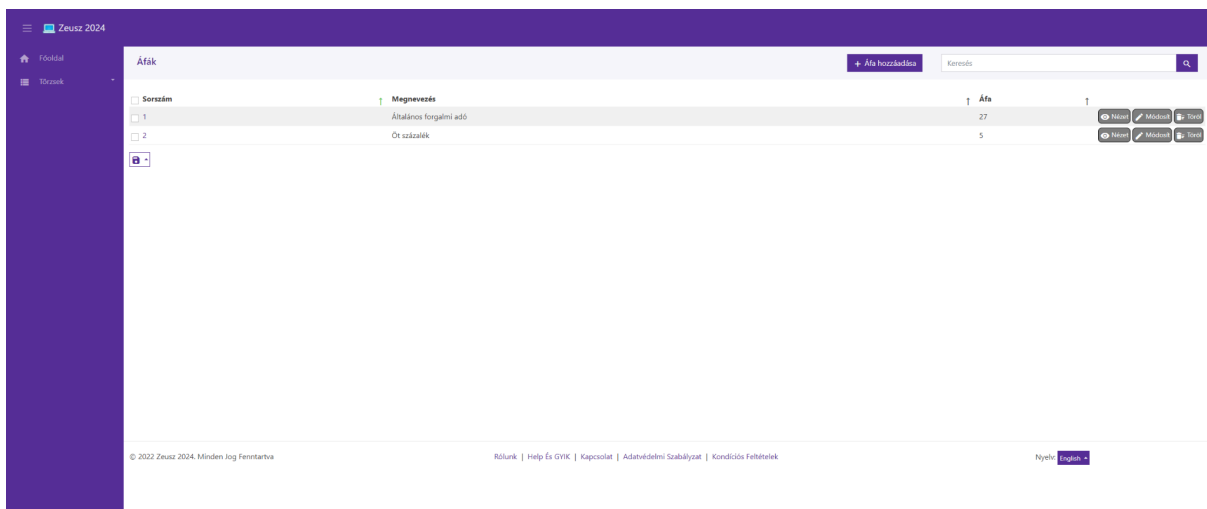 Zeusz 2024
Főoldal
Törzsek
Áfák
+ Áfa hozzáadása
Keresés
Sorszám ↑ Megnevezés ↑ Áfa ↑
1 Általános forgalmi adó 27 Nézet Módosít Töröl
2 Öt százalék 5 Nézet Módosít Töröl
© 2022 Zeusz 2024. Minden Jog Fenntartva
Rólunk | Help És GYIK | Kapcsolat | Adatvédelmi Szabályzat | Kondíciós Feltételek
Nyelv: English